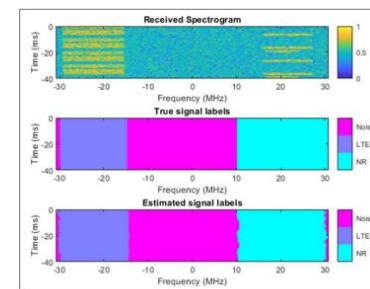 Received Spectrogram
Time (ms)
0
-20
-40
-30 -20 -10 0 10 20 30
Frequency (MHz)
1
0.5
0
True signal labels
Time (ms)
0
-20
-40
-30 -20 -10 0 10 20 30
Frequency (MHz)
Nois
LTE
NR
Estimated signal labels
Time (ms)
0
-20
-40
-30 -20 -10 0 10 20 30
Frequency (MHz)
Nois
LTE
NR